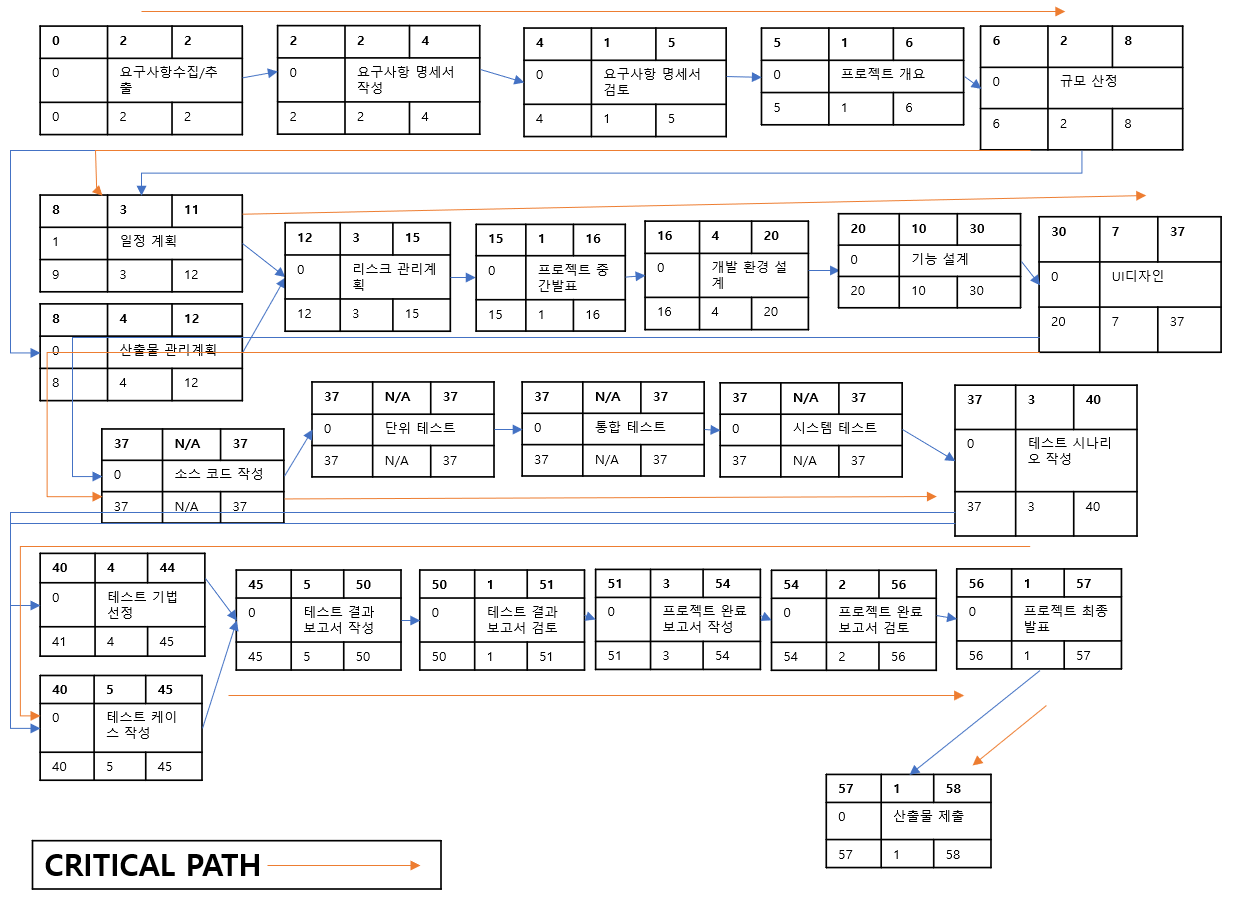 0 2 2
0 요구사항수집/추
출
0 2 2
2 2 4
0 요구사항 명세서
작성
2 2 4
4 1 5
0 요구사항 명세서
검토
4 1 5
5 1 6
0 프로젝트 개요
5 1 6
6 2 8
0 규모 산정
6 2 8
8 3 11
1 일정 계획
9 3 12
8 4 12
0 산출물 관리계획
8 4 12
12 3 15
0 리스크 관리계
획
12 3 15
15 1 16
0 프로젝트 중
간발표
15 1 16
16 4 20
0 개발 환경 설
계
16 4 20
20 10 30
0 기능 설계
20 10 30
30 7 37
0 UI디자인
20 7 37
37 N/A 37
0 소스 코드 작성
37 N/A 37
37 N/A 37
0 단위 테스트
37 N/A 37
37 N/A 37
0 통합 테스트
37 N/A 37
37 N/A 37
0 시스템 테스트
37 N/A 37
37 3 40
0 테스트 시나리
오 작성
37 3 40
40 4 44
0 테스트 기법
선정
41 4 45
40 5 45
0 테스트 케이
스 작성
40 5 45
45 5 50
0 테스트 결과
보고서 작성
45 5 50
50 1 51
0 테스트 결과
보고서 검토
50 1 51
51 3 54
0 프로젝트 완료
보고서 작성
51 3 54
54 2 56
0 프로젝트 완료
보고서 검토
54 2 56
56 1 57
0 프로젝트 최종
발표
56 1 57
57 1 58
0 산출물 제출
57 1 58
CRITICAL PATH